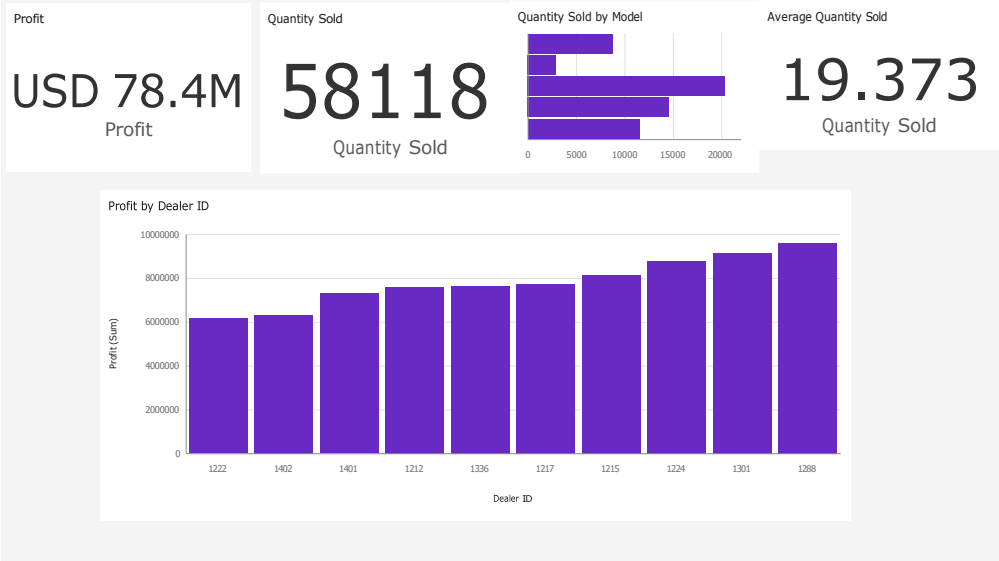 Profit
USD 78.4M
Profit
Quantity Sold
58118
Quantity Sold
Quantity Sold by Model
0 5000 10000 15000 20000
Average Quantity Sold
19.373
Quantity Sold
Profit by Dealer ID
Profit (Sum)
10000000
8000000
6000000
4000000
2000000
0
1222 1402 1401 1212 1336 1217 1215 1224 1301 1288
Dealer ID